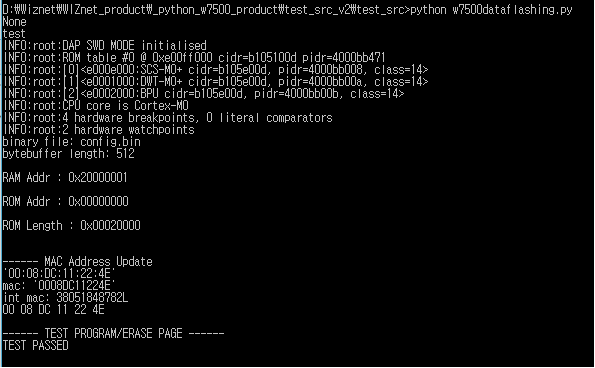 D:₩Wiznet₩WIZnet_product₩_python_w7500_product₩test_src_v2₩test_src>python w7500dataflashing.py
None
test
INFO:root:DAP SWD MODE initialised
INFO:root:ROM table #0 @ 0xe00ff000 cidr=b105100d pidr=4000bb471
INFO:root:[0]<e000e000:SCS-M0+ cidr=b105e00d, pidr=4000bb008, class=14>
INFO:root:[1]<e0001000:DWT-M0+ cidr=b105e00d, pidr=4000bb00a, class=14>
INFO:root:[2]<e0002000:BPU cidr=b105e00d, pidr=4000bb00b, class=14>
INFO:root:CPU core is Cortex-M0
INFO:root:4 hardware breakpoints, 0 literal comparators
INFO:root:2 hardware watchpoints
binary file: config.bin
bytebuffer length: 512
RAM Addr : 0x20000001
ROM Addr : 0x00000000
ROM Length : 0x00020000
------ MAC Address Update
'00:08:DC:11:22:4E'
mac: '0008DC11224E'
int mac: 38051848782L
00 08 DC 11 22 4E
------ TEST PROGRAM/ERASE PAGE ------
TEST PASSED